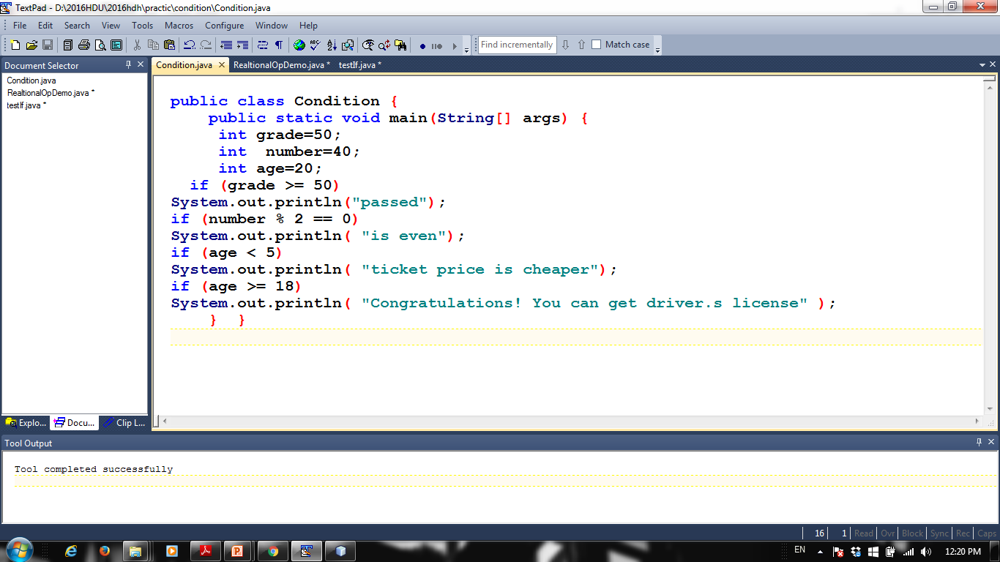 TextPad - D:\2016HDU\2016hdh\practic\condition\Condition.java
File Edit Search View Tools Macros Configure Window Help
Find incrementally Match case
Document Selector
Condition.java RealtionalOpDemo.java * testIf.java *
Condition.java
RealtionalOpDemo.java *
testIf.java *
public class Condition {
public static void main(String[] args) {
int grade=50;
int  number=40;
int age=20;
if (grade >= 50)
System.out.println("passed");
if (number % 2 == 0)
System.out.println( "is even");
if (age < 5)
System.out.println( "ticket price is cheaper");
if (age >= 18)
System.out.println( "Congratulations! You can get driver.s license" );
}  }
Explo... Docu... Clip L...
Tool Output
Tool completed successfully
16 1 Read Ovr Block Sync Rec Caps
EN 12:20 PM